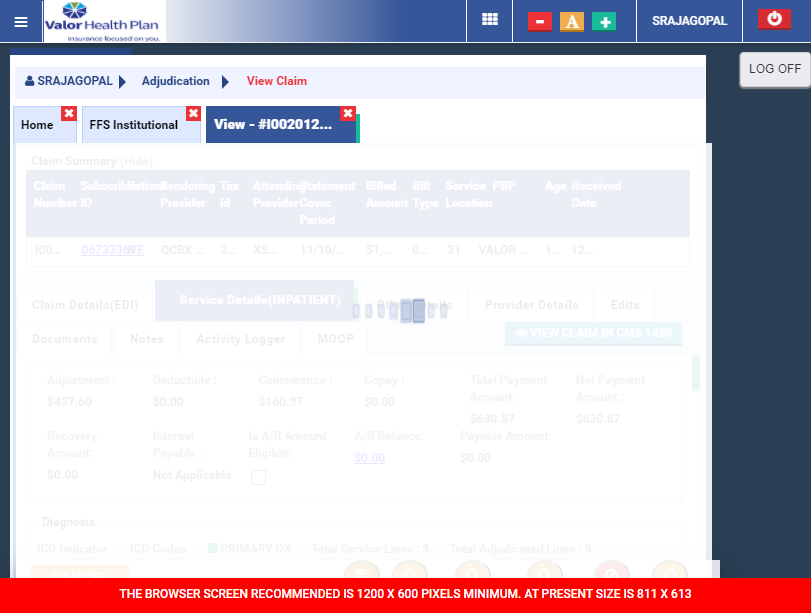 Valor Health Plan
Insurance focused on you.
A
SRAJAGOPAL
LOG OFF
SRAJAGOPAL Adjudication View Claim
Home FFS Institutional View - #I002012...
Claim Summary (Hide)
Claim Number Subscriber ID Patient Rendering Provider Tax Id Attending Provider Statement Cover Period Billed Amount Bill Type Service Location PBP Age Received Date
I00... QCBX ... 3... XS... 11/10/... $1,... 0... 31 VALOR ... 1... 12...
Claim Details(EDI) Service Details(INPATIENT) Provider Details Edits
Documents Notes Activity Logger MOOP VIEW CLAIM IN CMS 1450
Adjustment : Deductible : Coinsurance : Copay : Total Payment Amount : Net Payment Amount :
$437.60 $0.00 $160.97 $0.00 $630.87 $630.87
Recovery Amount: Interest Payable : Is A/R Amount Eligible: A/R Balance: Payable Amount:
$0.00 Not Applicable $0.00 $0.00
Diagnosis
ICD Indicator ICD Codes PRIMARY DX Total Service Lines : 9 Total Adjudicated Lines : 9
CANCEL
THE BROWSER SCREEN RECOMMENDED IS 1200 X 600 PIXELS MINIMUM. AT PRESENT SIZE IS 811 X 613